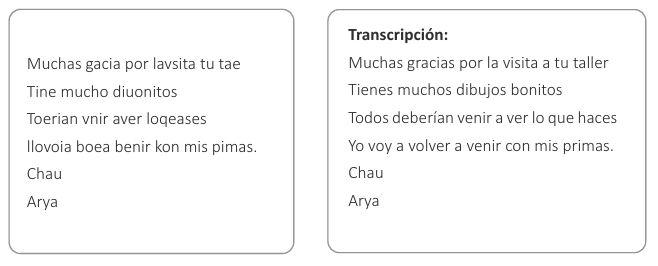 Muchas gacia por lavsita tu tae
Tine mucho diuonitos
Toerian vnir aver loqeases
llovoia boea benir kon mis pimas.
Chau
Arya
Transcripción:
Muchas gracias por la visita a tu taller
Tienes muchos dibujos bonitos
Todos deberían venir a ver lo que haces
Yo voy a volver a venir con mis primas.
Chau
Arya